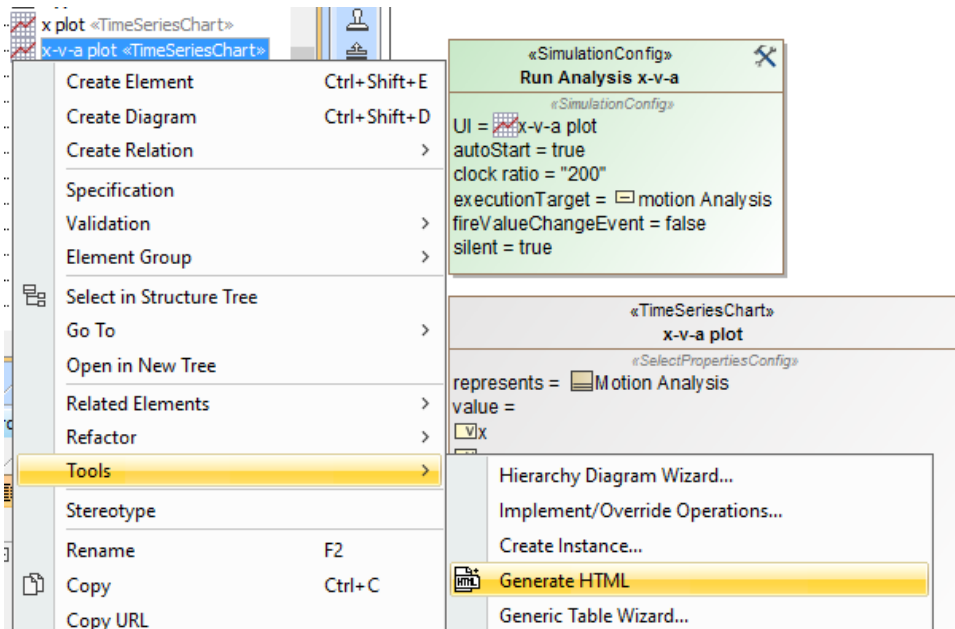 x plot «TimeSeriesChart»
x-v-a plot «TimeSeriesChart»
Create Element Ctrl+Shift+E
Create Diagram Ctrl+Shift+D
Create Relation
Specification
Validation
Element Group
Select in Structure Tree
Go To
Open in New Tree
Related Elements
Refactor
Tools
Stereotype
Rename F2
Copy Ctrl+C
Copy URL
«SimulationConfig»
Run Analysis x-v-a
«SimulationConfig»
UI = x-v-a plot
autoStart = true
clock ratio = "200"
executionTarget = motion Analysis
fireValueChangeEvent = false
silent = true
«TimeSeriesChart»
x-v-a plot
«SelectPropertiesConfig»
represents = Motion Analysis
value =
V x
Hierarchy Diagram Wizard...
Implement/Override Operations...
Create Instance...
HTML Generate HTML
Generic Table Wizard...